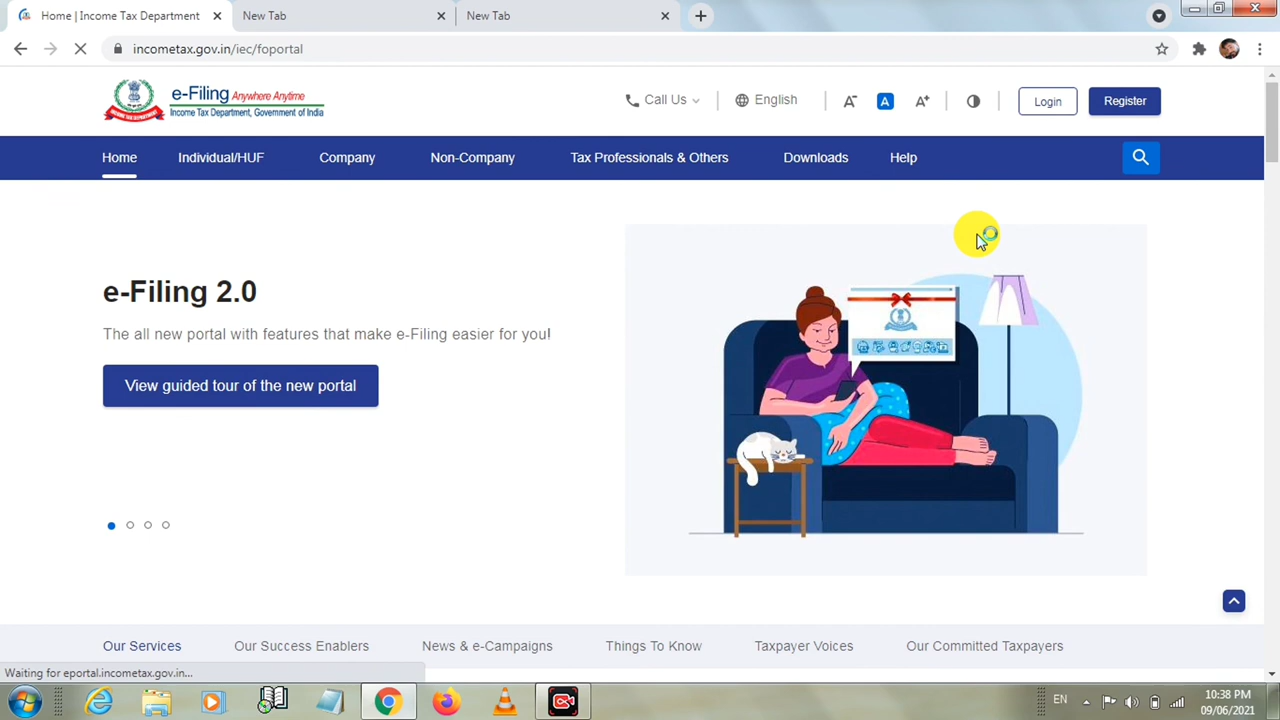 Home | Income Tax Department
New Tab
New Tab
incometax.gov.in/iec/foportal
e-Filing Anywhere Anytime
Income Tax Department, Government of India
Call Us
English
A-
A
A+
Login
Register
Home
Individual/HUF
Company
Non-Company
Tax Professionals & Others
Downloads
Help
e-Filing 2.0
The all new portal with features that make e-Filing easier for you!
View guided tour of the new portal
Our Services
Our Success Enablers
News & e-Campaigns
Things To Know
Taxpayer Voices
Our Committed Taxpayers
Waiting for eportal.incometax.gov.in...
EN
10:38 PM
09/06/2021